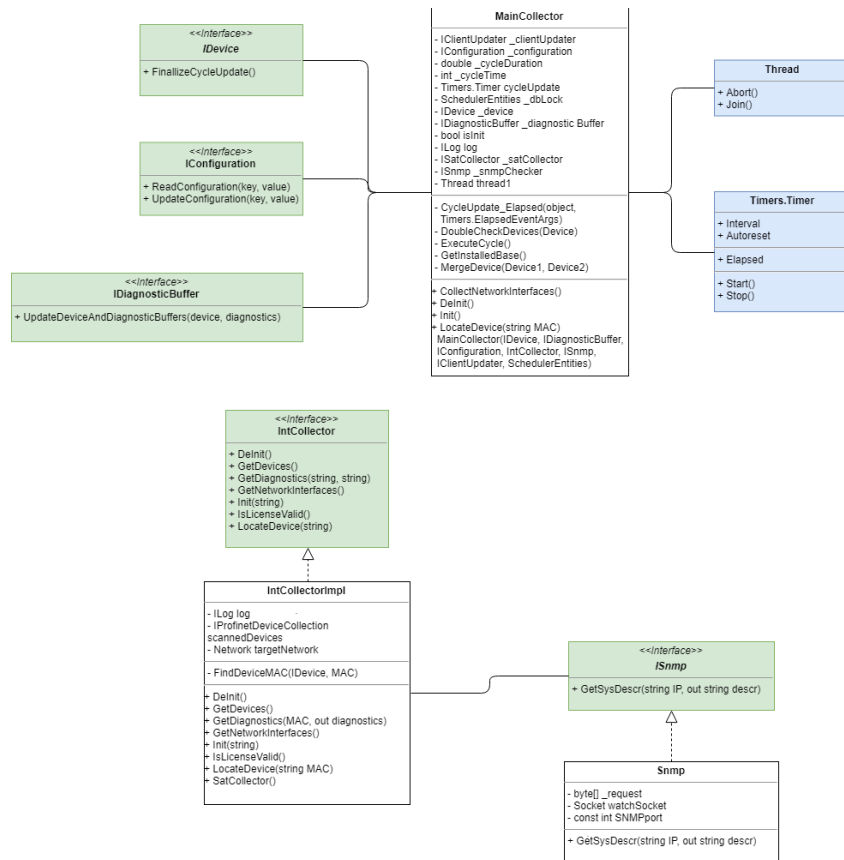 <<Interface>>
IDevice
+ FinallizeCycleUpdate()
<<Interface>>
IConfiguration
+ ReadConfiguration(key, value)
+ UpdateConfiguration(key, value)
<<Interface>>
IDiagnosticBuffer
+ UpdateDeviceAndDiagnosticBuffers(device, diagnostics)
MainCollector
- IClientUpdater _clientUpdater
- IConfiguration _configuration
- double _cycleDuration
- int _cycleTime
- Timers.Timer cycleUpdate
- SchedulerEntities _dbLock
- IDevice _device
- IDiagnosticBuffer _diagnostic Buffer
- bool isInit
- ILog log
- ISatCollector _satCollector
- ISnmp _snmpChecker
- Thread thread1
- CycleUpdate_Elapsed(object,
Timers.ElapsedEventArgs)
- DoubleCheckDevices(Device)
- ExecuteCycle()
- GetInstalledBase()
- MergeDevice(Device1, Device2)
+ CollectNetworkInterfaces()
+ DeInit()
+ Init()
+ LocateDevice(string MAC)
MainCollector(IDevice, IDiagnosticBuffer,
IConfiguration, IntCollector, ISnmp,
IClientUpdater, SchedulerEntities)
Thread
+ Abort()
+ Join()
Timers.Timer
+ Interval
+ Autoreset
+ Elapsed
+ Start()
+ Stop()
<<Interface>>
IntCollector
+ DeInit()
+ GetDevices()
+ GetDiagnostics(string, string)
+ GetNetworkInterfaces()
+ Init(string)
+ IsLicenseValid()
+ LocateDevice(string)
IntCollectorImpl
- ILog log
- IProfinetDeviceCollection
scannedDevices
- Network targetNetwork
- FindDeviceMAC(IDevice, MAC)
+ DeInit()
+ GetDevices()
+ GetDiagnostics(MAC, out diagnostics)
+ GetNetworkInterfaces()
+ Init(string)
+ IsLicenseValid()
+ LocateDevice(string MAC)
+ SatCollector()
<<Interface>>
ISnmp
+ GetSysDescr(string IP, out string descr)
Snmp
- byte[] _request
- Socket watchSocket
- const int SNMPport
+ GetSysDescr(string IP, out string descr)